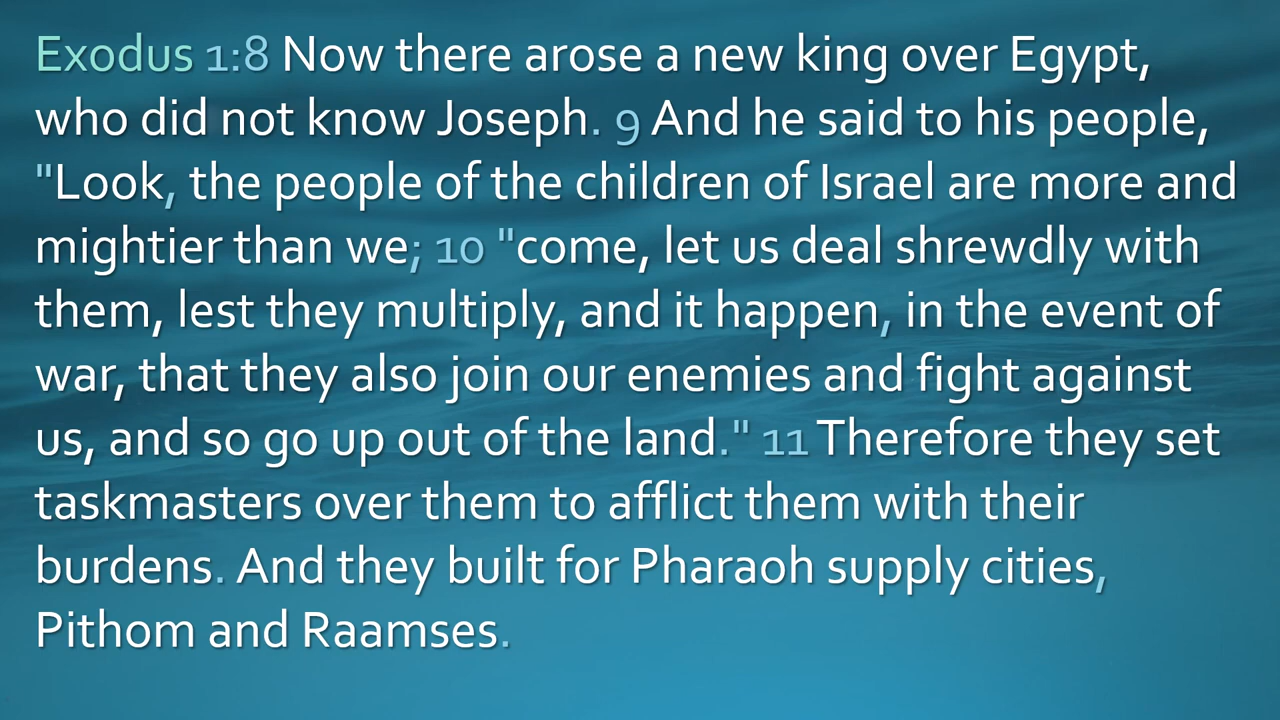 Exodus 1:8 Now there arose a new king over Egypt,
who did not know Joseph. 9 And he said to his people,
"Look, the people of the children of Israel are more and
mightier than we; 10 "come, let us deal shrewdly with
them, lest they multiply, and it happen, in the event of
war, that they also join our enemies and fight against
us, and so go up out of the land." 11 Therefore they set
taskmasters over them to afflict them with their
burdens. And they built for Pharaoh supply cities,
Pithom and Raamses.